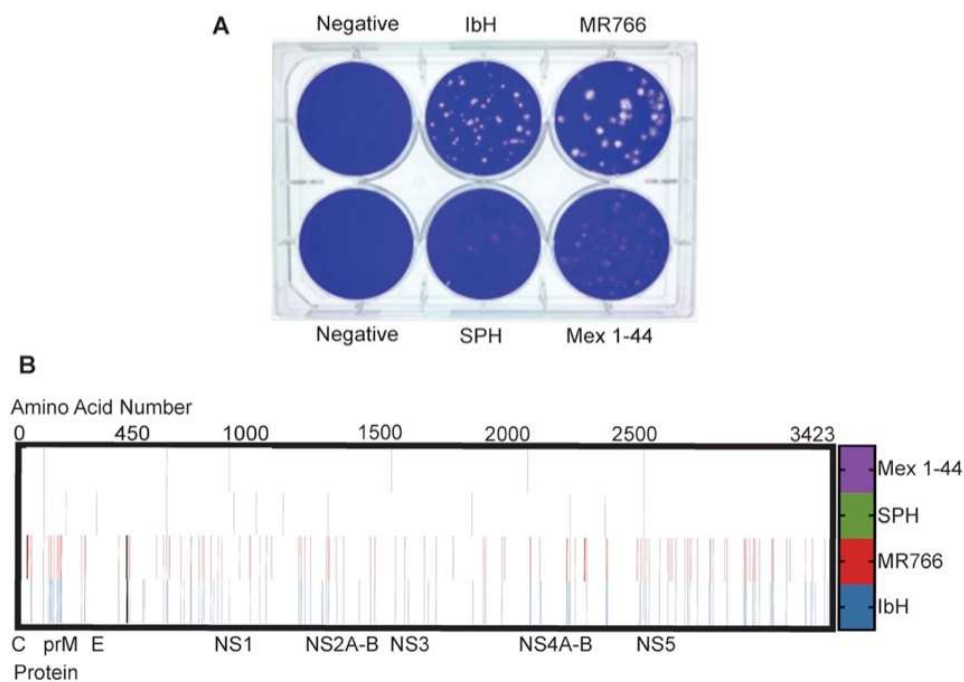 A
Negative IbH MR766
Negative SPH Mex 1-44
B
Amino Acid Number
0 450 1000 1500 2000 2500 3423
Mex 1-44
SPH
MR766
IbH
C prM E NS1 NS2A-B NS3 NS4A-B NS5
Protein